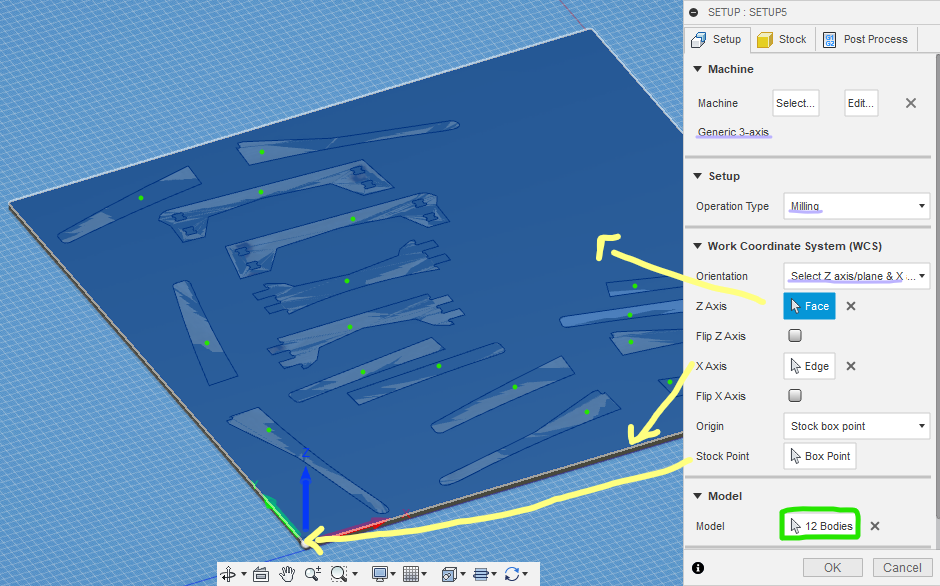 SETUP : SETUP5
Setup
Stock
G1
G2
Post Process
Machine
Machine
Select...
Edit...
Generic 3-axis
Setup
Operation Type
Milling
Work Coordinate System (WCS)
Orientation
Select Z axis/plane & X ...
Z Axis
Face
Flip Z Axis
X Axis
Edge
Flip X Axis
Origin
Stock box point
Stock Point
Box Point
Model
Model
12 Bodies
OK
Cancel
Z